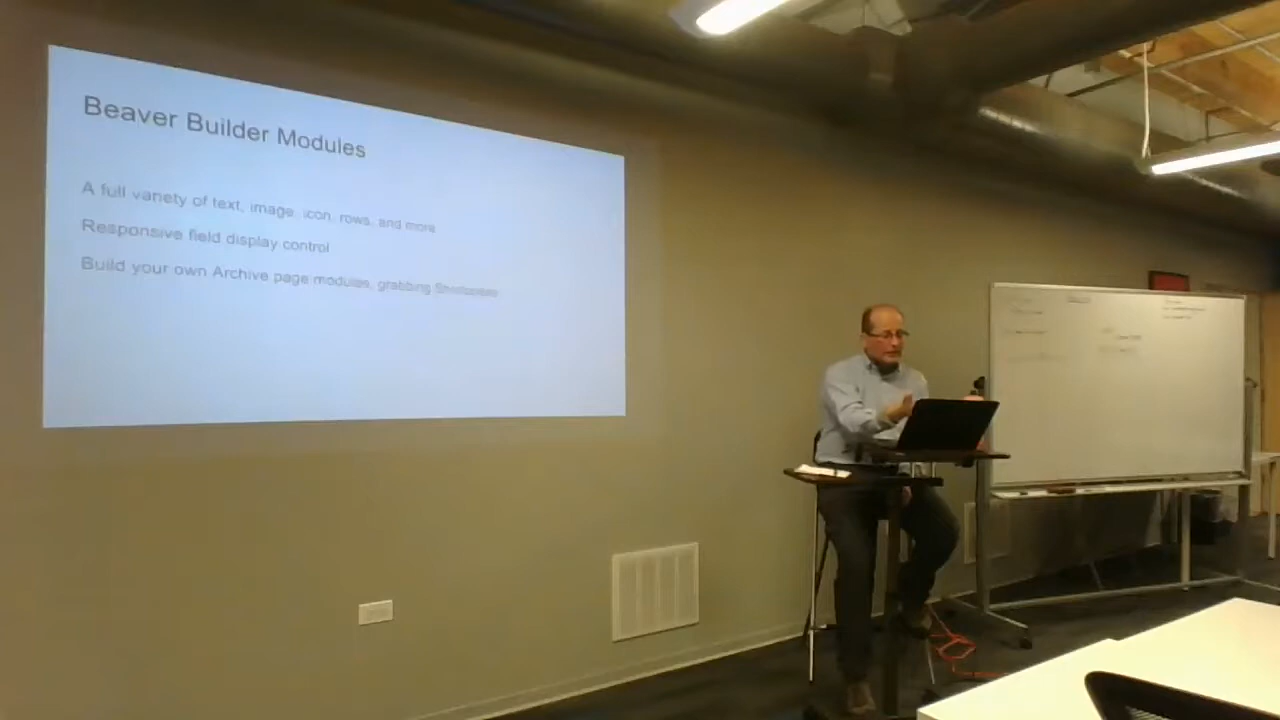 Beaver Builder Modules
A full variety of text, image, icon, rows, and more
Responsive field display control
Build your own Archive page modules, grabbing Shortcodes